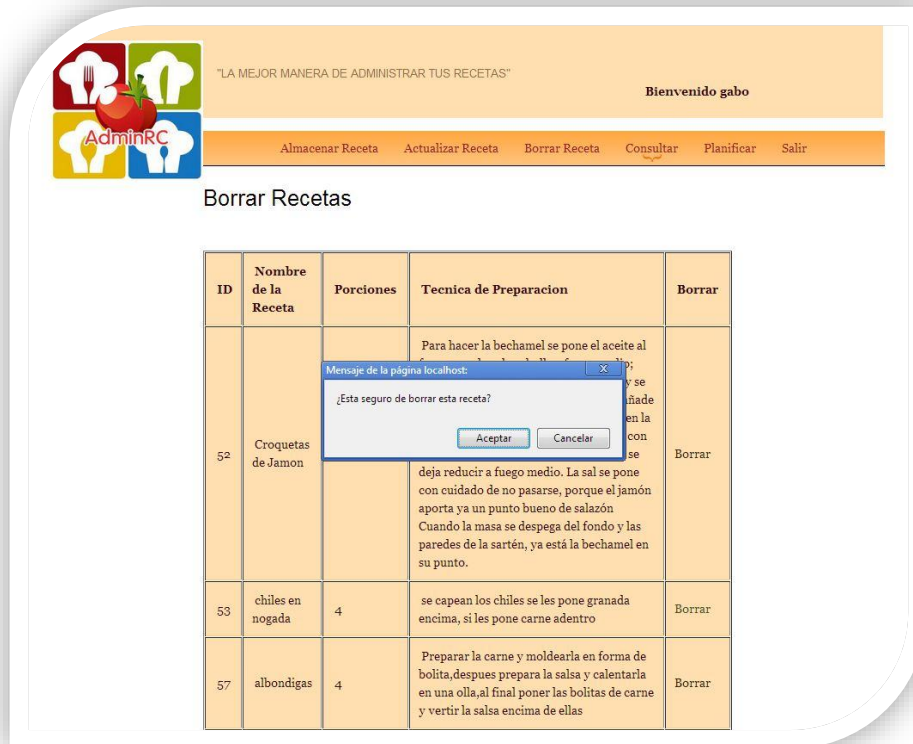 "LA MEJOR MANERA DE ADMINISTRAR TUS RECETAS"
Bienvenido gabo
AdminRC
Almacenar Receta Actualizar Receta Borrar Receta Consultar Planificar Salir
Borrar Recetas
ID
Nombre
de la
Receta
Porciones
Tecnica de Preparacion
Borrar
52
Croquetas
de Jamon
Para hacer la bechamel se pone el aceite al
y se
añade
en la
con
se
deja reducir a fuego medio. La sal se pone
con cuidado de no pasarse, porque el jamón
aporta ya un punto bueno de salazón
Cuando la masa se despega del fondo y las
paredes de la sartén, ya está la bechamel en
su punto.
Borrar
Mensaje de la página localhost:
X
¿Esta seguro de borrar esta receta?
Aceptar Cancelar
53
chiles en
nogada
4
se capean los chiles se les pone granada
encima, si les pone carne adentro
Borrar
57
albondigas
4
Preparar la carne y moldearla en forma de
bolita,despues prepara la salsa y calentarla
en una olla,al final poner las bolitas de carne
y vertir la salsa encima de ellas
Borrar